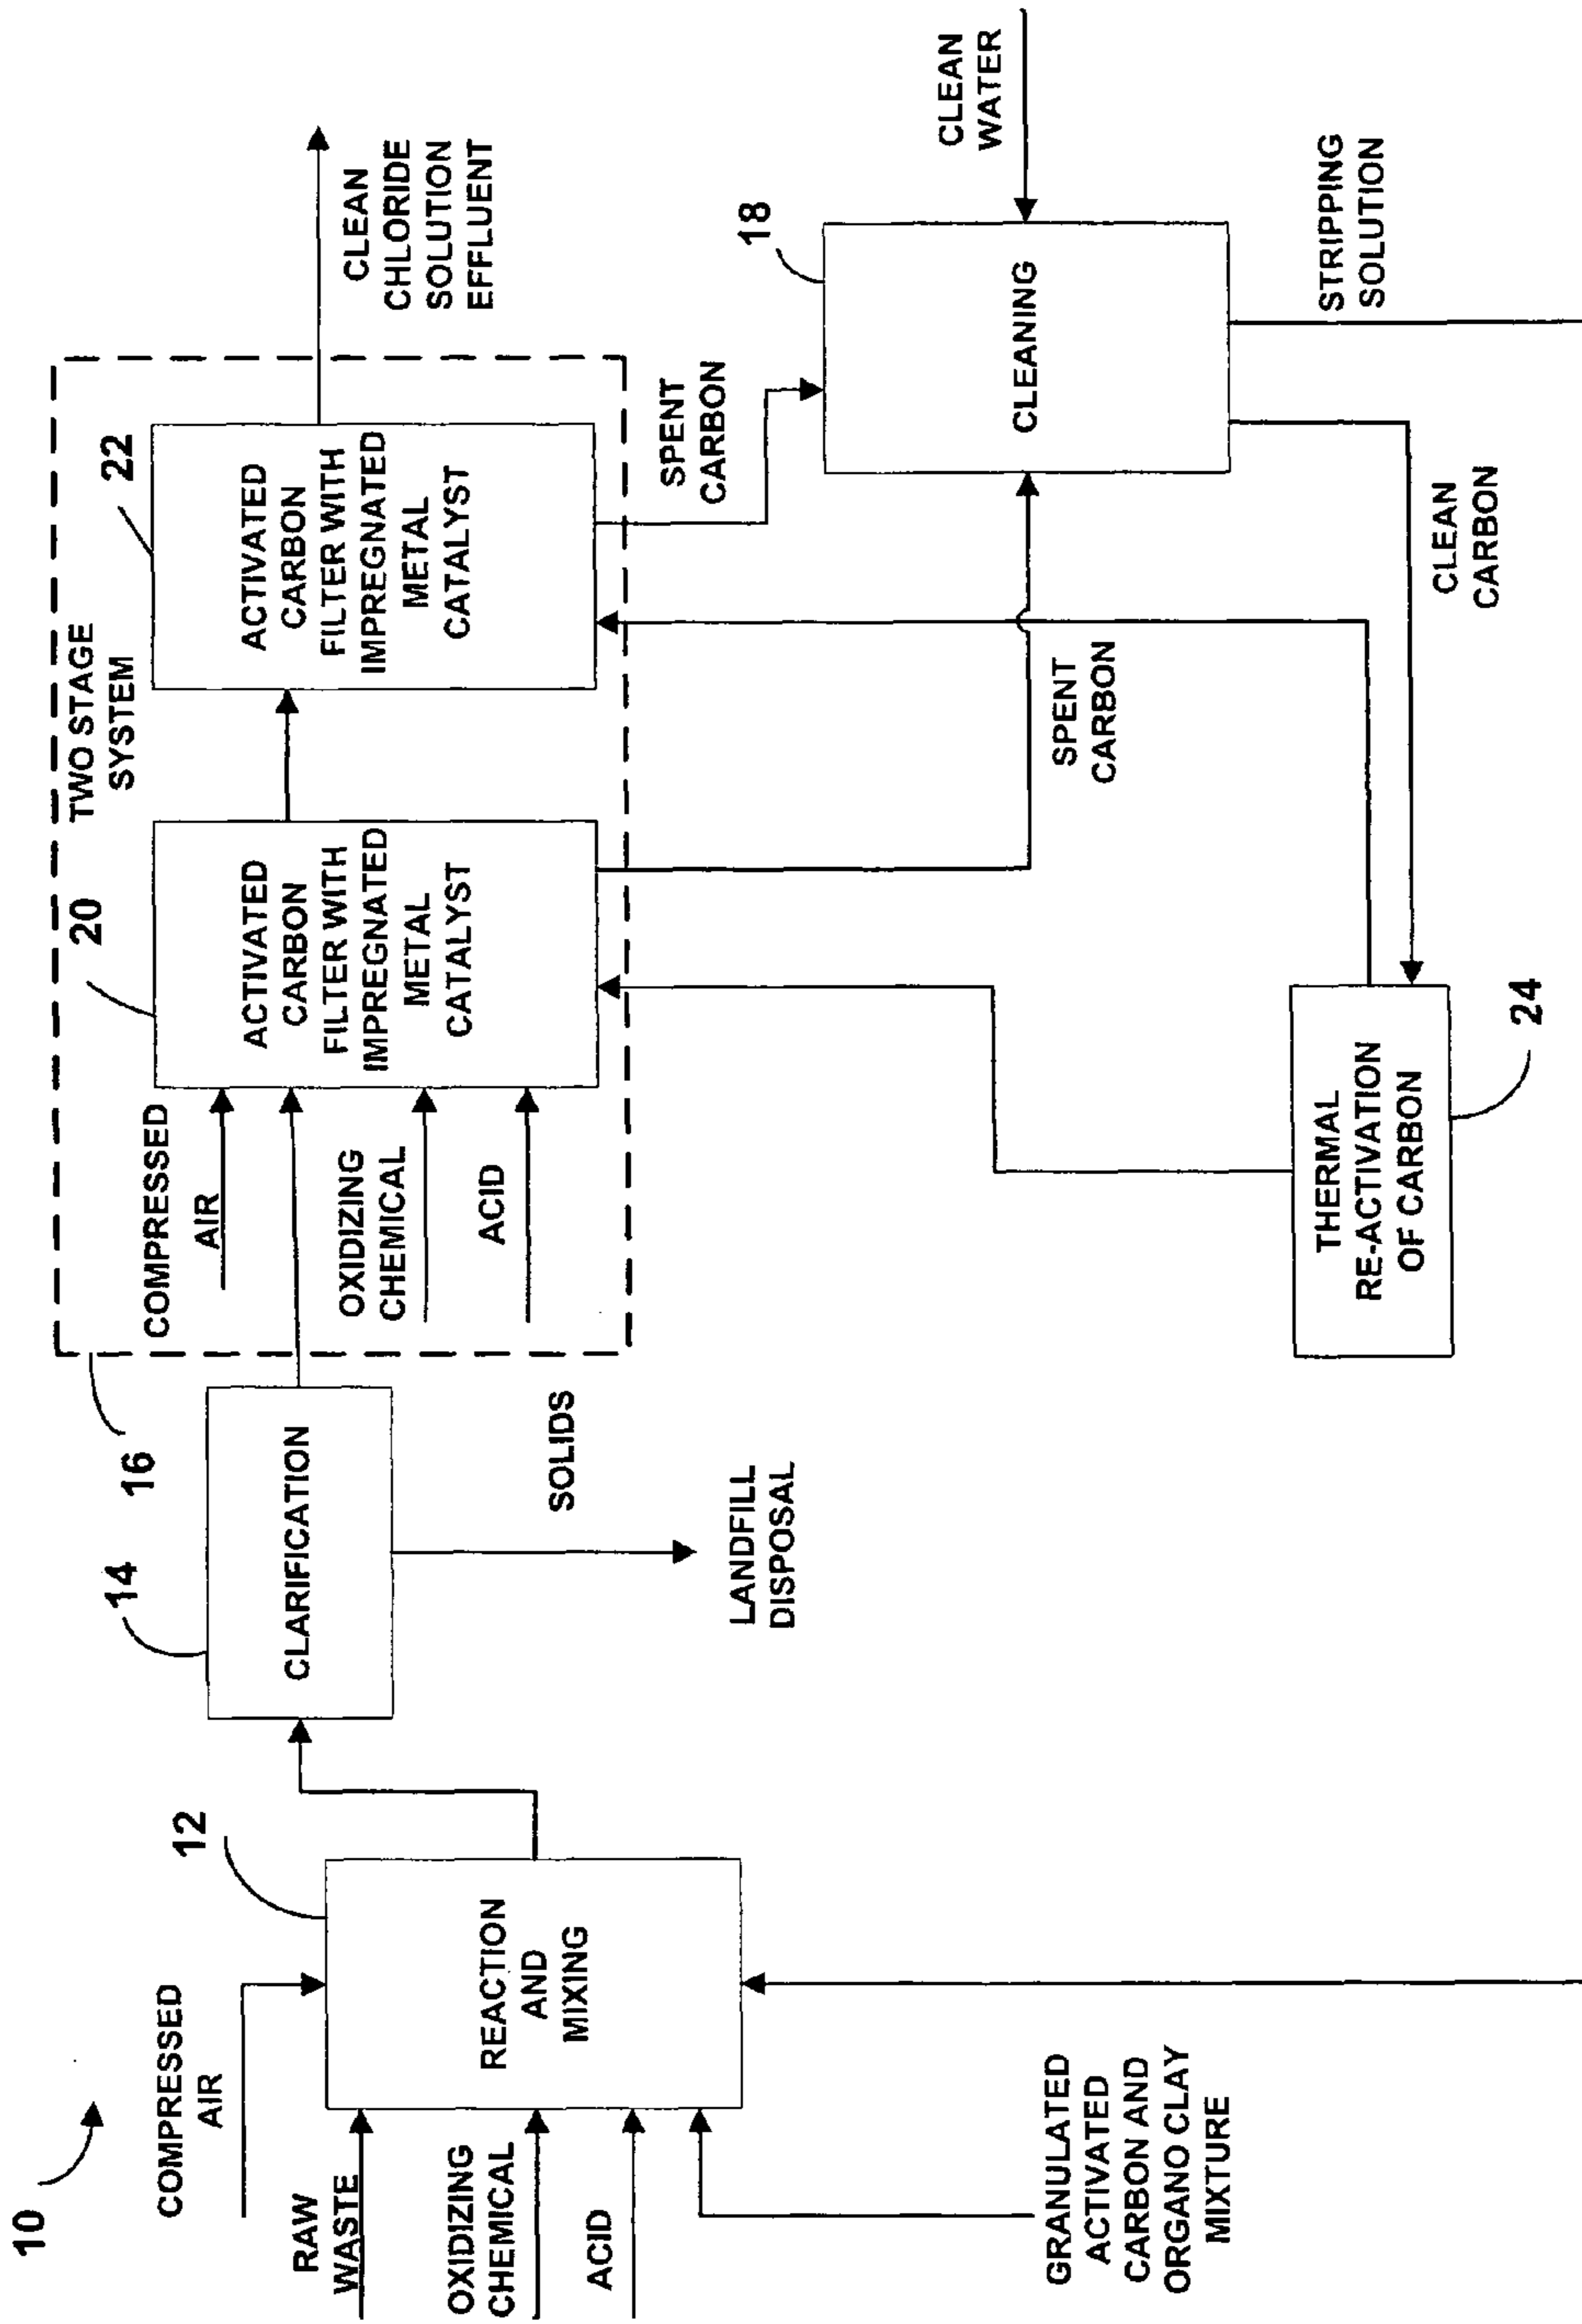 10
COMPRESSED
AIR
RAW
WASTE
OXIDIZING
CHEMICAL
ACID
GRANULATED
ACTIVATED
CARBON AND
ORGANO CLAY
MIXTURE
12
REACTION
AND
MIXING
14
CLARIFICATION
SOLIDS
LANDFILL
DISPOSAL
16
TWO STAGE
SYSTEM
COMPRESSED
AIR
OXIDIZING
CHEMICAL
ACID
20
ACTIVATED
CARBON
FILTER WITH
IMPREGNATED
METAL
CATALYST
22
ACTIVATED
CARBON
FILTER WITH
IMPREGNATED
METAL
CATALYST
CLEAN
CHLORIDE
SOLUTION
EFFLUENT
SPENT
CARBON
SPENT
CARBON
18
CLEANING
CLEAN
WATER
STRIPPING
SOLUTION
CLEAN
CARBON
THERMAL
RE-ACTIVATION
OF CARBON
24